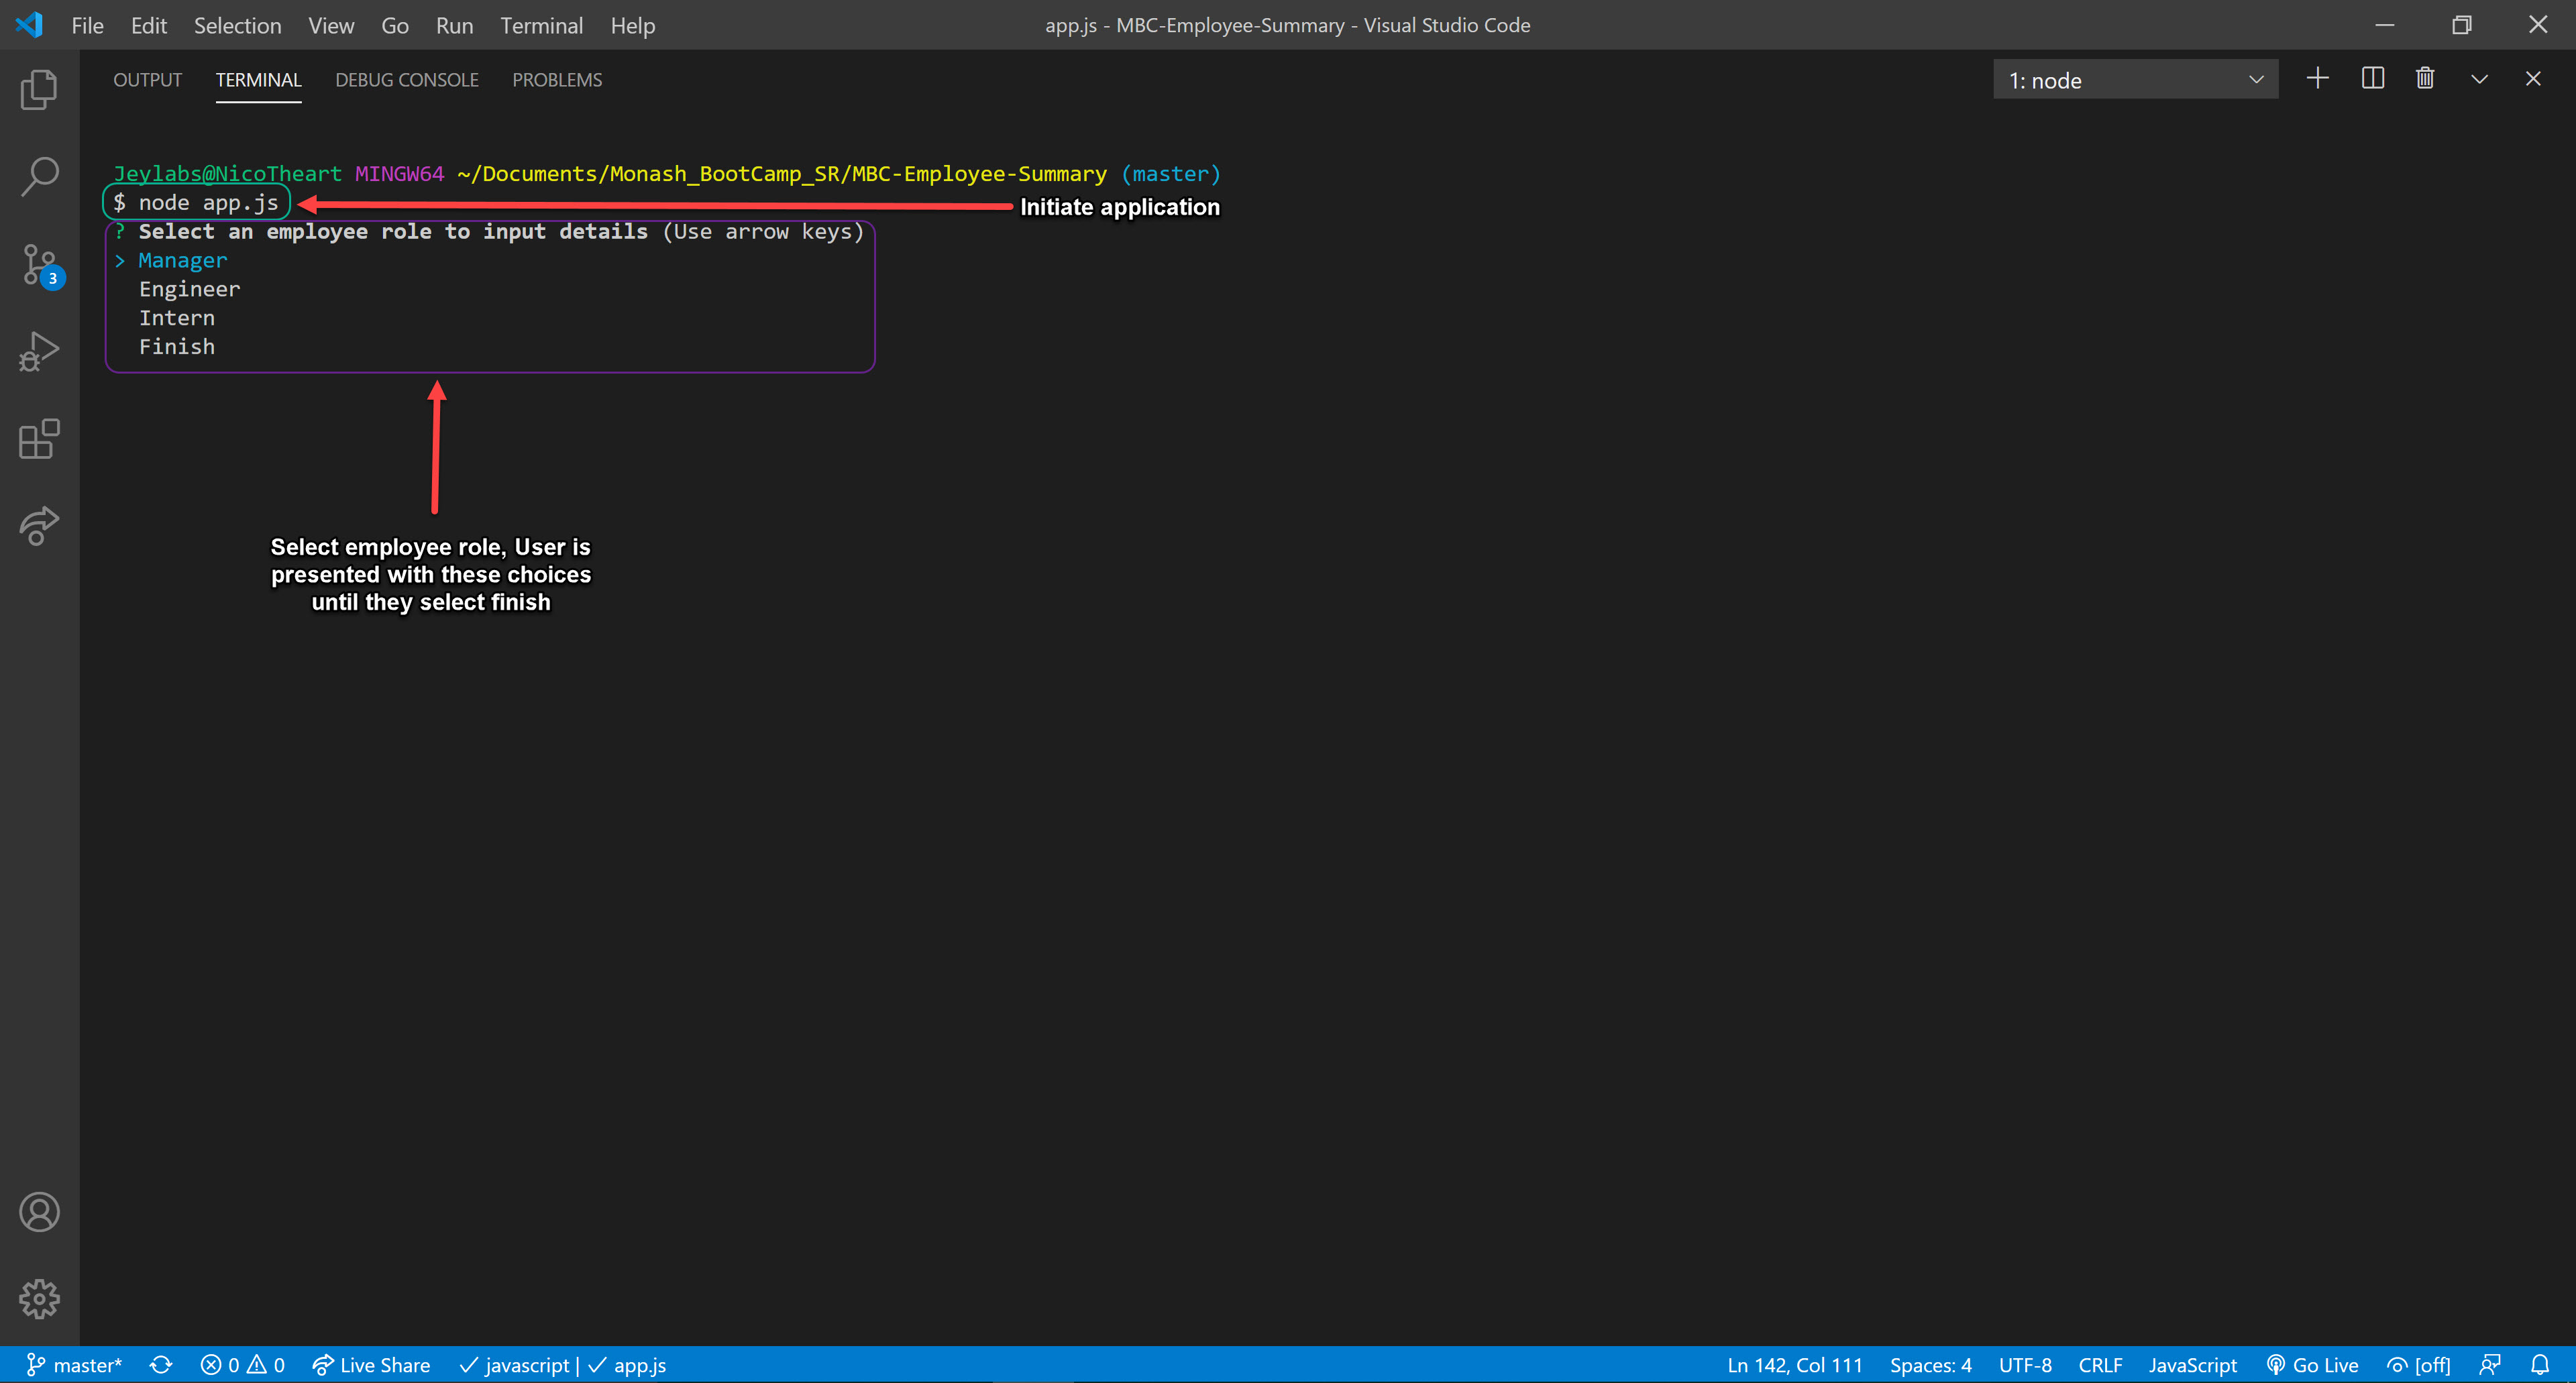 File Edit Selection View Go Run Terminal Help
app.js - MBC-Employee-Summary - Visual Studio Code
OUTPUT TERMINAL DEBUG CONSOLE PROBLEMS
1: node
Jeylabs@NicoTheart MINGW64 ~/Documents/Monash_BootCamp_SR/MBC-Employee-Summary (master)
$ node app.js
Initiate application
? Select an employee role to input details (Use arrow keys)
> Manager
Engineer
Intern
Finish
3
Select employee role, User is
presented with these choices
until they select finish
master* 0 0 Live Share javascript | app.js
Ln 142, Col 111 Spaces: 4 UTF-8 CRLF JavaScript Go Live [off]